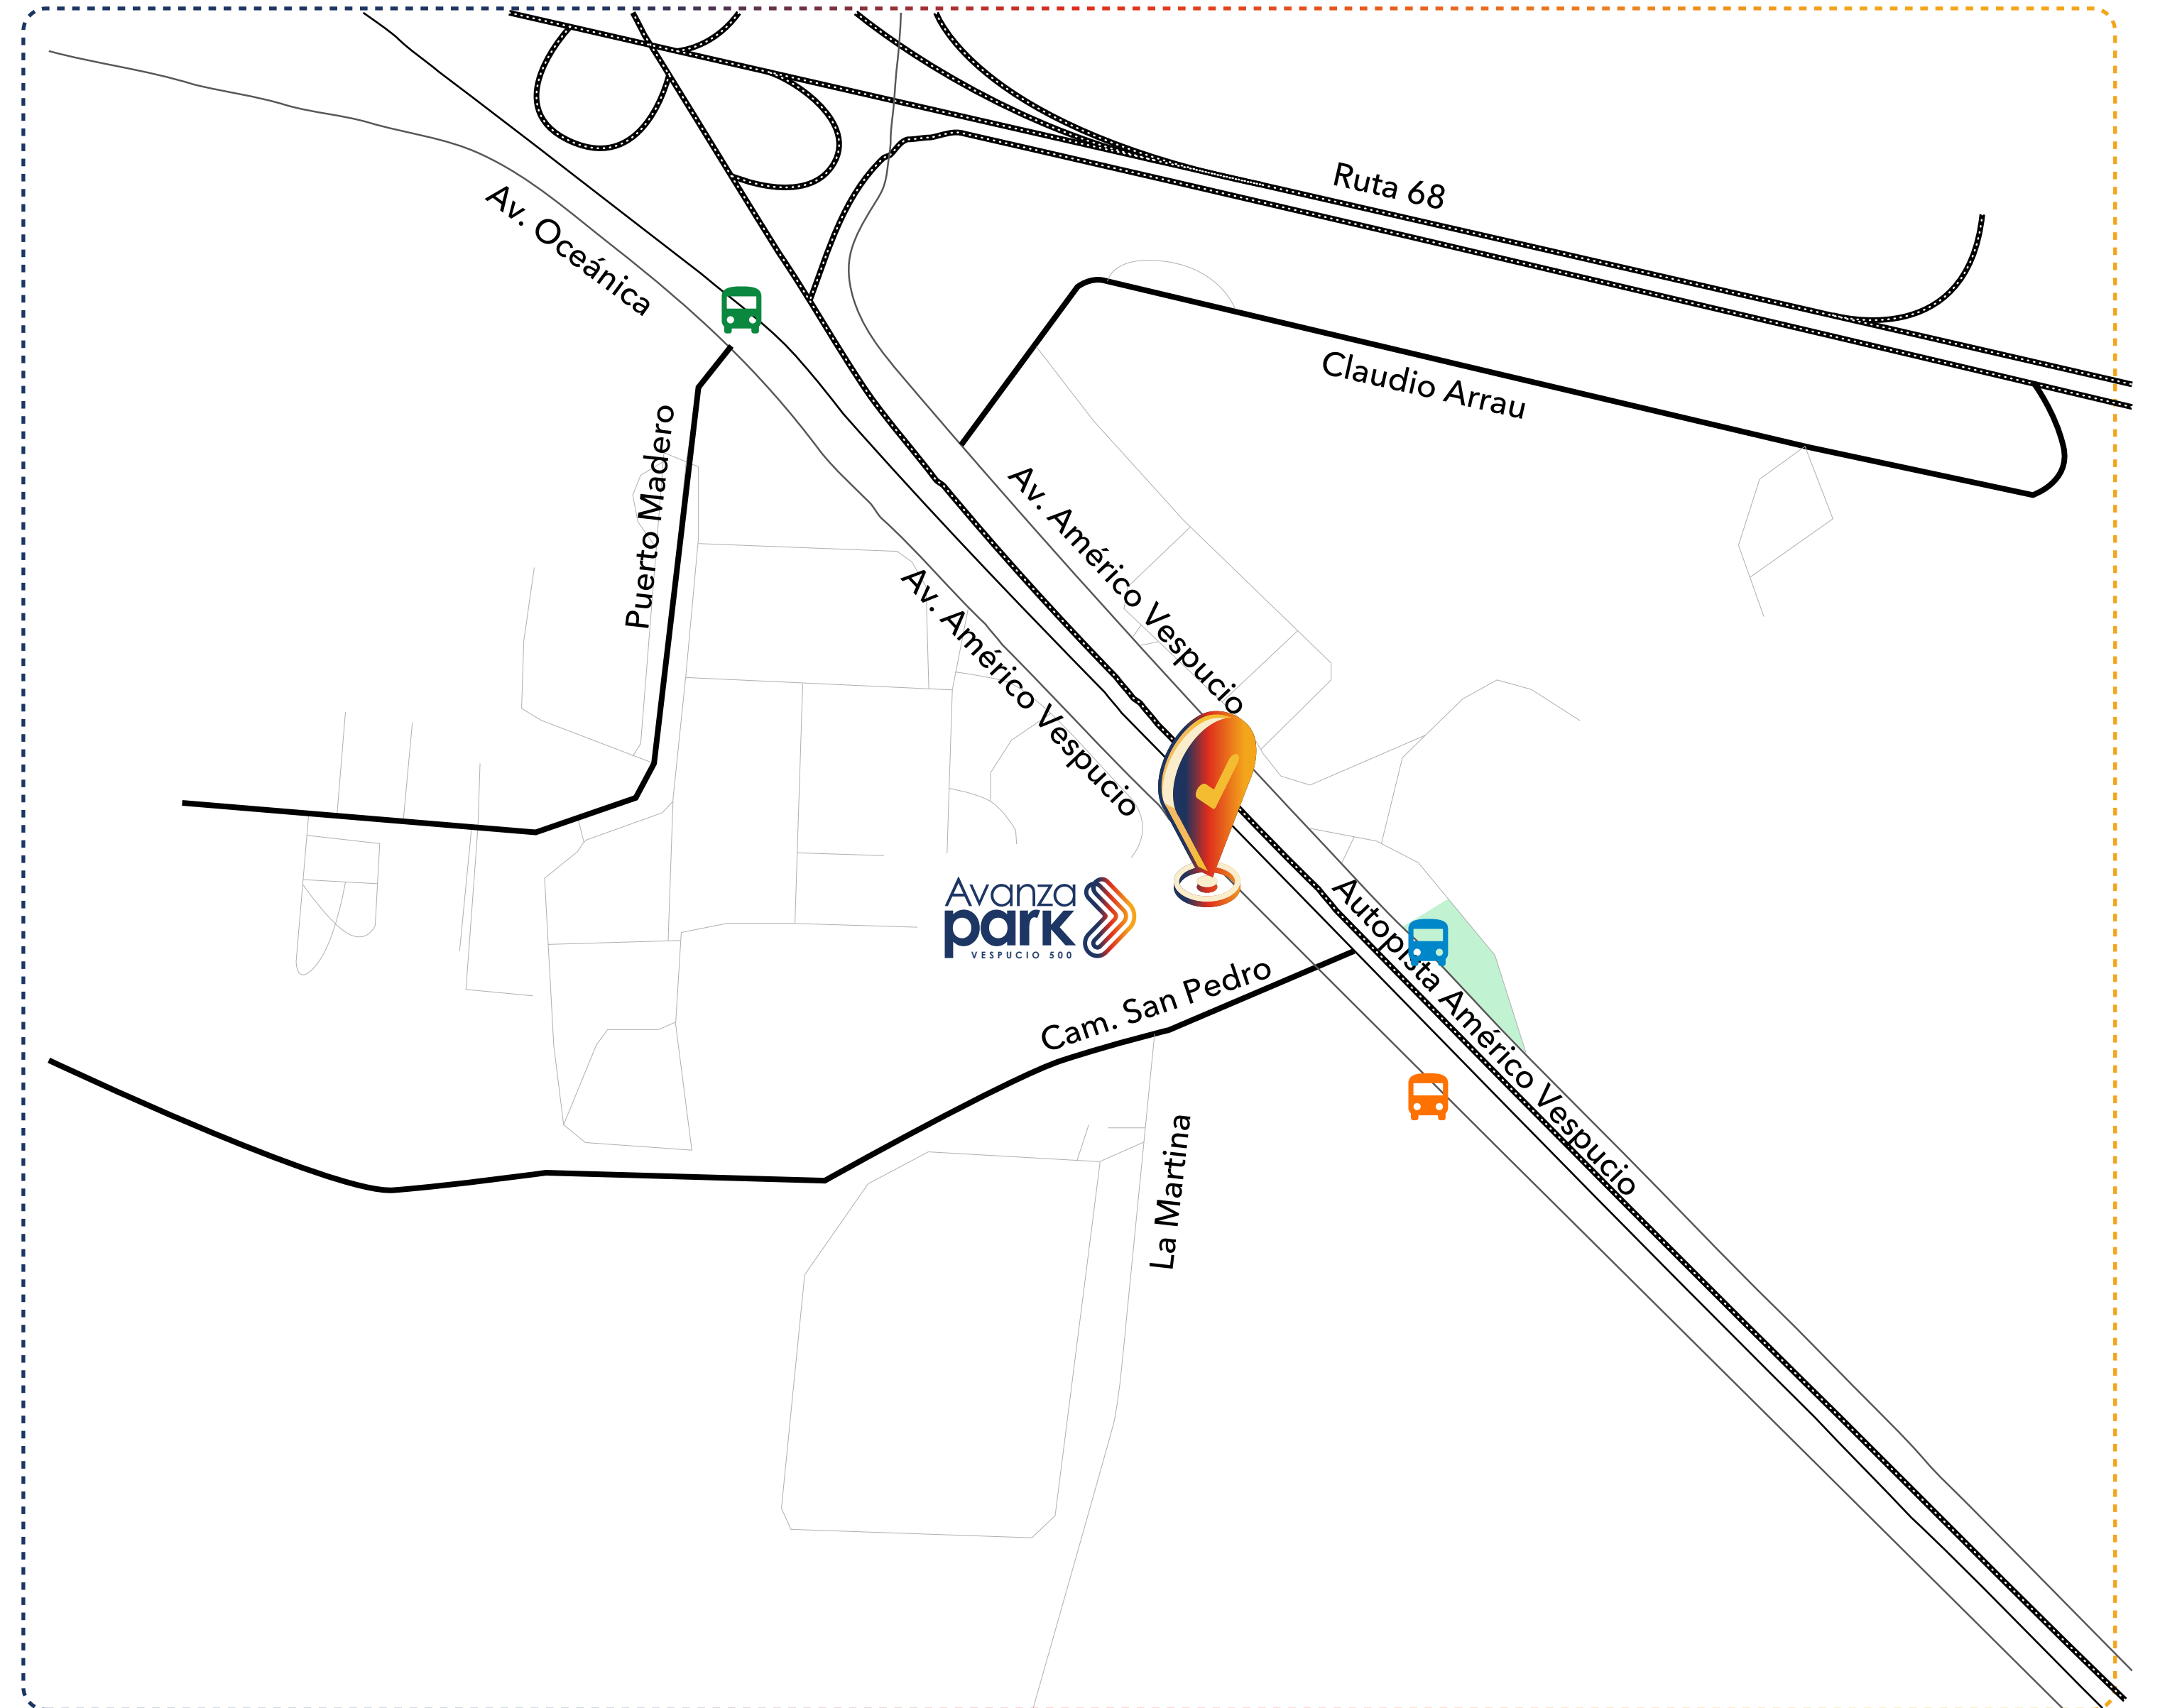 Ruta 68
Av. Oceánica
Claudio Arrau
Puerto Madero
Av. Américo Vespucio
Av. Américo Vespucio
Avanza
park
VESPUCIO 500
Autopista Américo Vespucio
Cam. San Pedro
La Martina